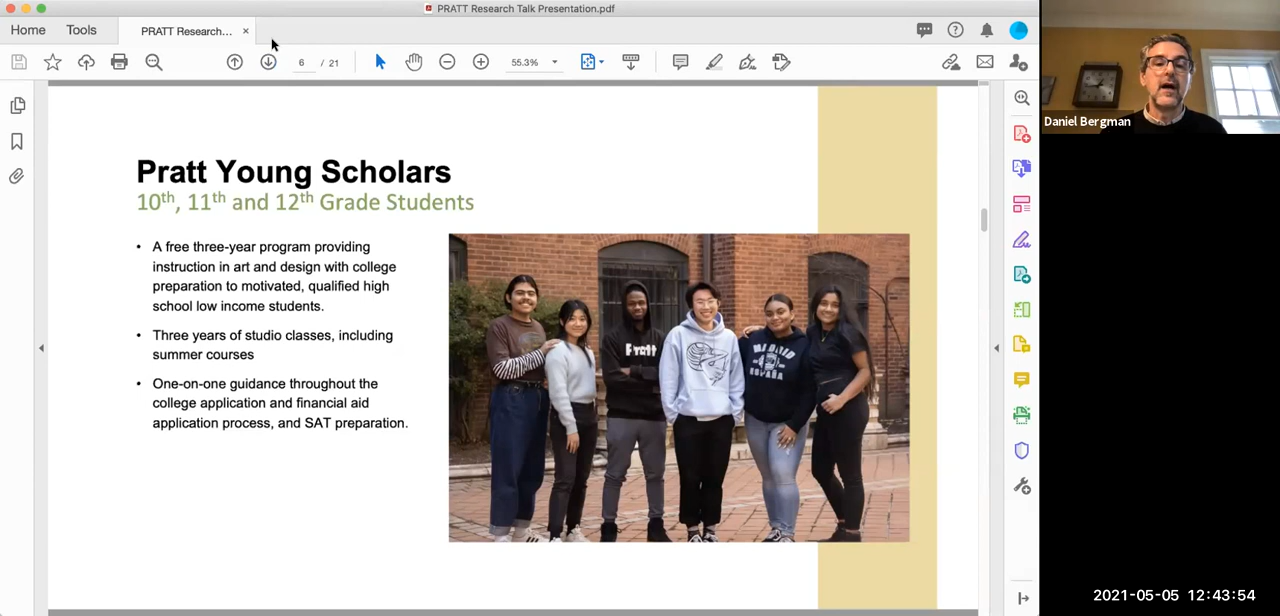 PRATT Research Talk Presentation.pdf
Home
Tools
PRATT Research...
6 / 21
55.3%
Pratt Young Scholars
10th, 11th and 12th Grade Students
• A free three-year program providing
instruction in art and design with college
preparation to motivated, qualified high
school low income students.
• Three years of studio classes, including
summer courses
• One-on-one guidance throughout the
college application and financial aid
application process, and SAT preparation.
Pratt
MADRID
ESPAÑA
Daniel Bergman
2021-05-05 12:43:54